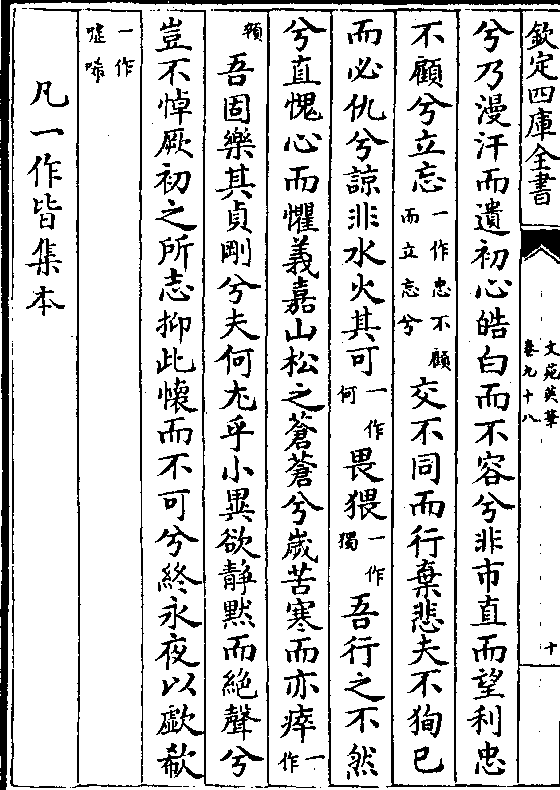 欽定四庫全書
文苑英華
卷九十八
十
兮乃漫汗而遺初心皓白而不容兮非市直而望利忠
不顧兮立忘一作忠不顧而立忘兮交不同而行棄悲夫不狥已
而必仇兮諒非水火其可一作何畏猥一作獨吾行之不然
兮直愧心而懼義嘉山松之蒼蒼兮歲苦寒而亦瘁一作
顇吾固樂其貞剛兮夫何尤乎小異欲靜默而絕聲兮
豈不悼厥初之所志抑此懷而不可兮終永夜以歔欷
一作噓唏
凡一作皆集本